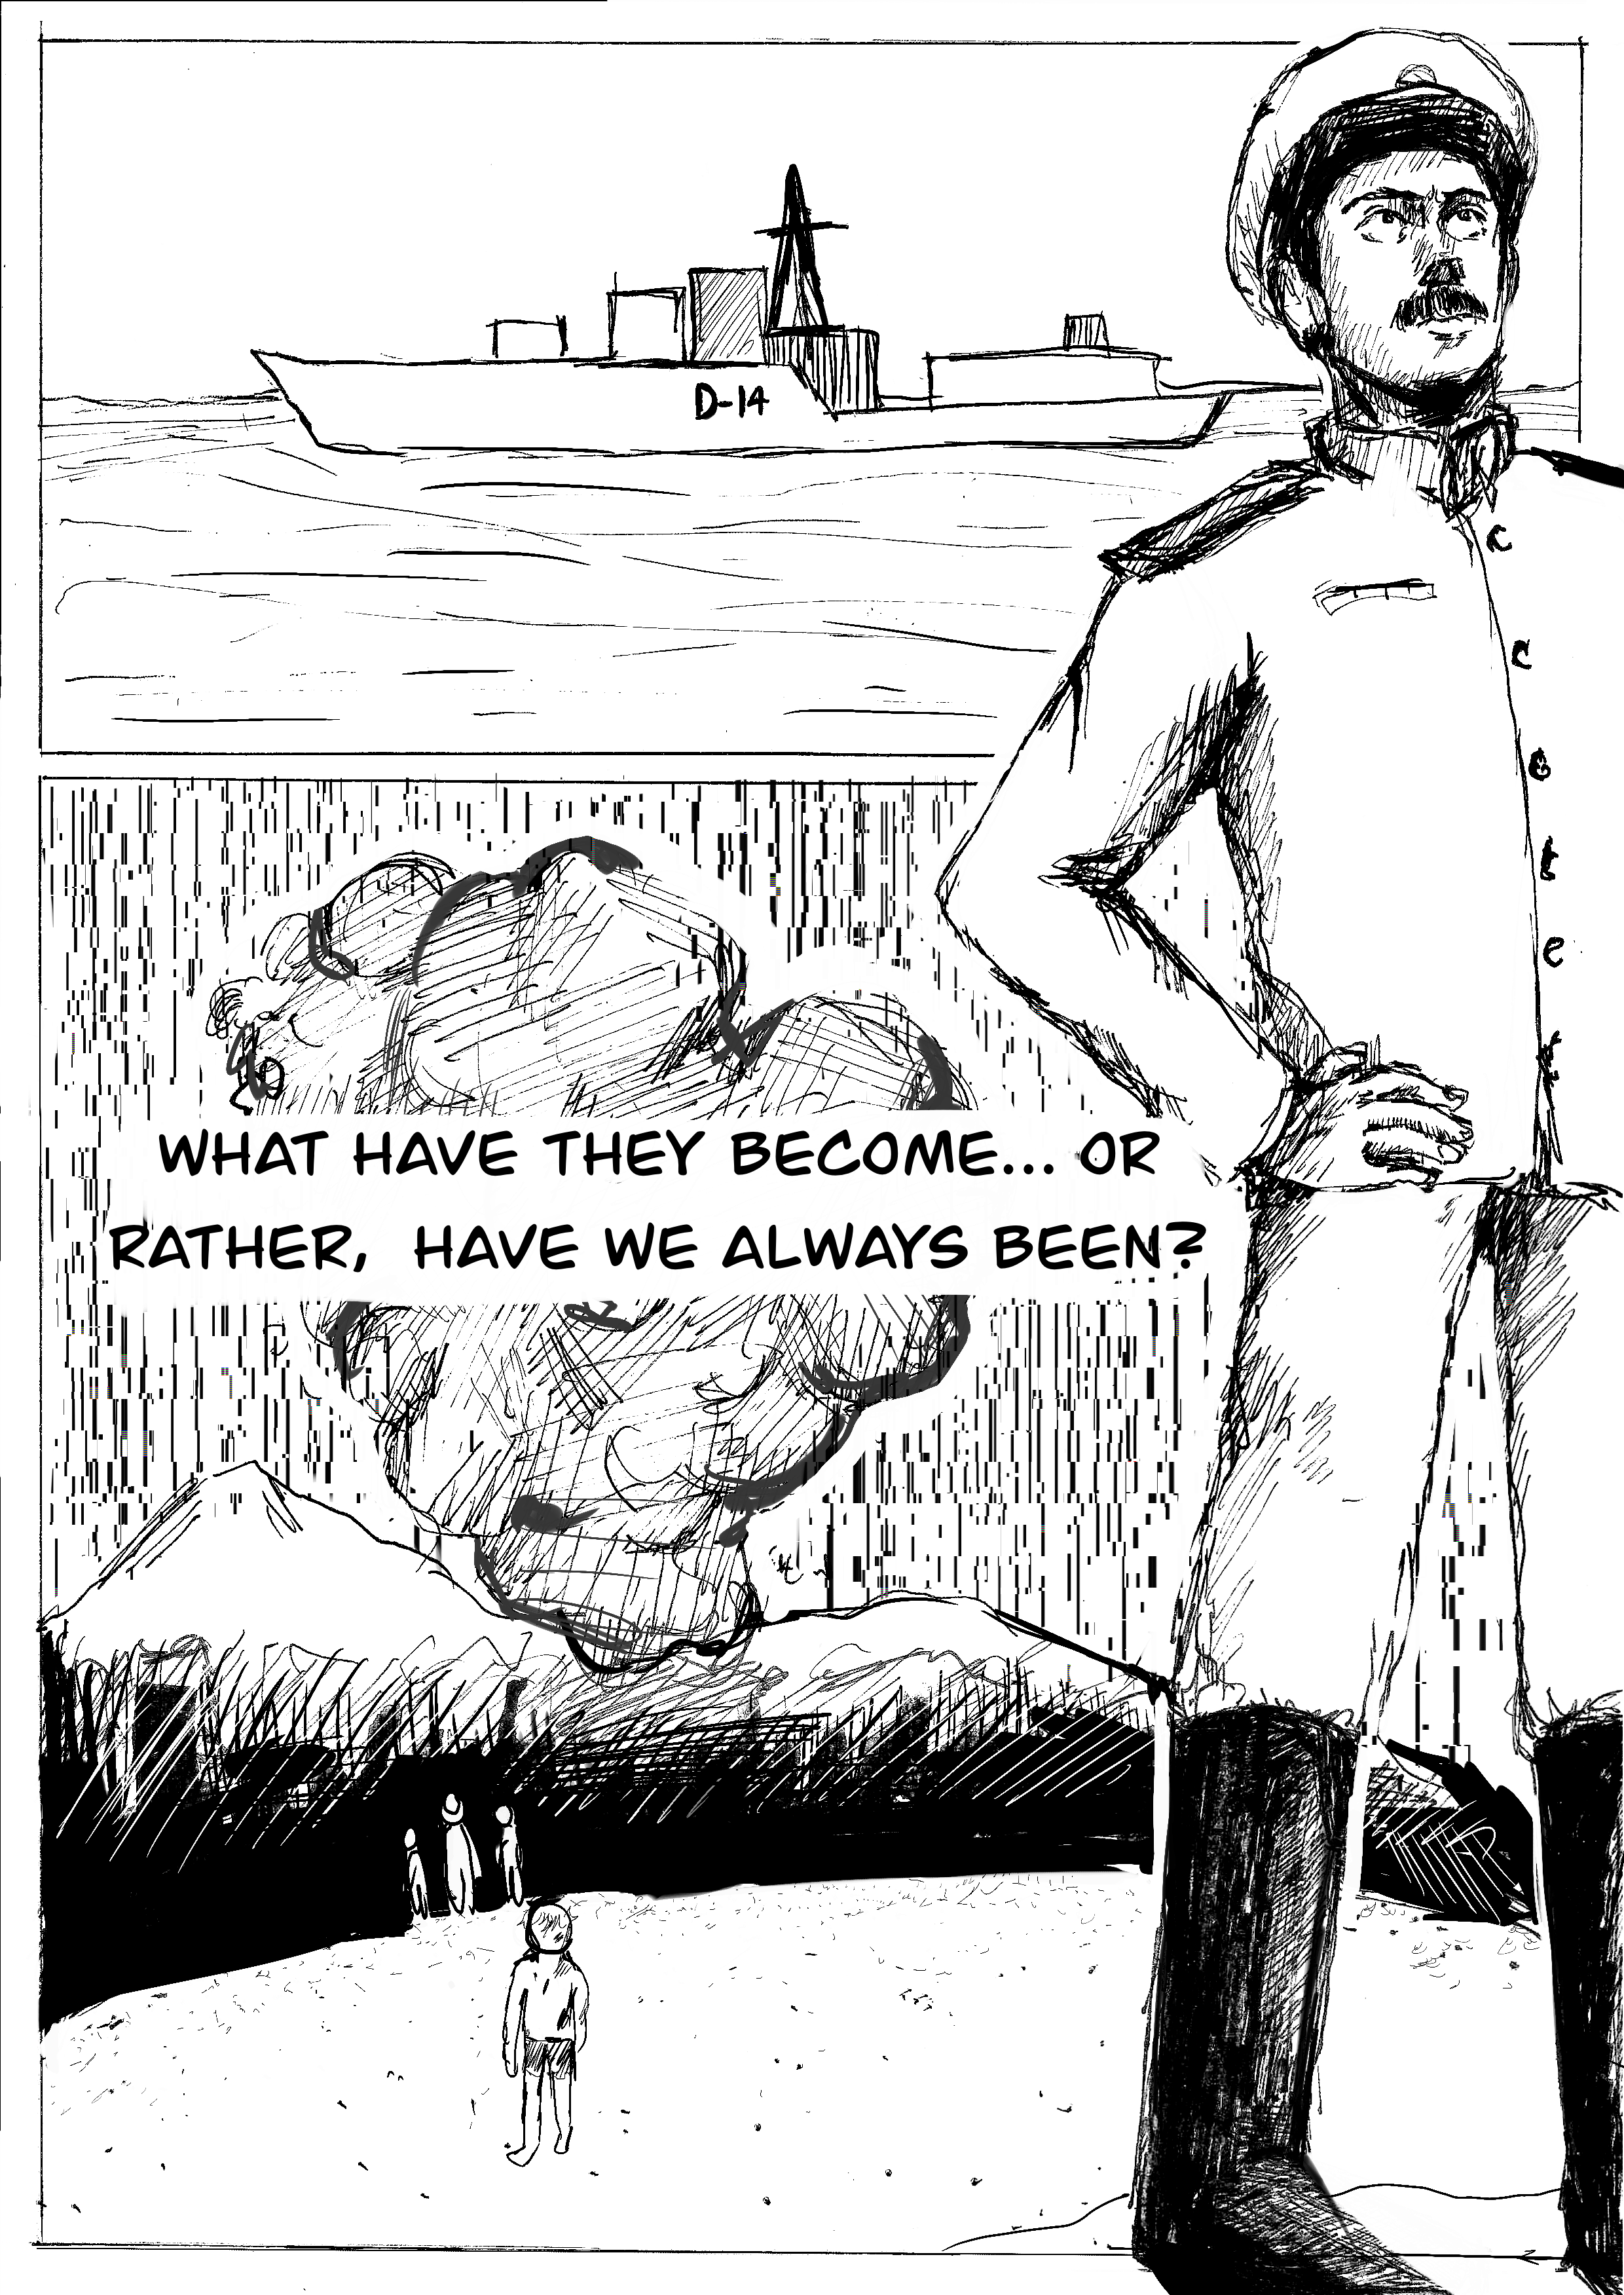 D-14
WHAT HAVE THEY BECOME... OR
RATHER, HAVE WE ALWAYS BEEN?